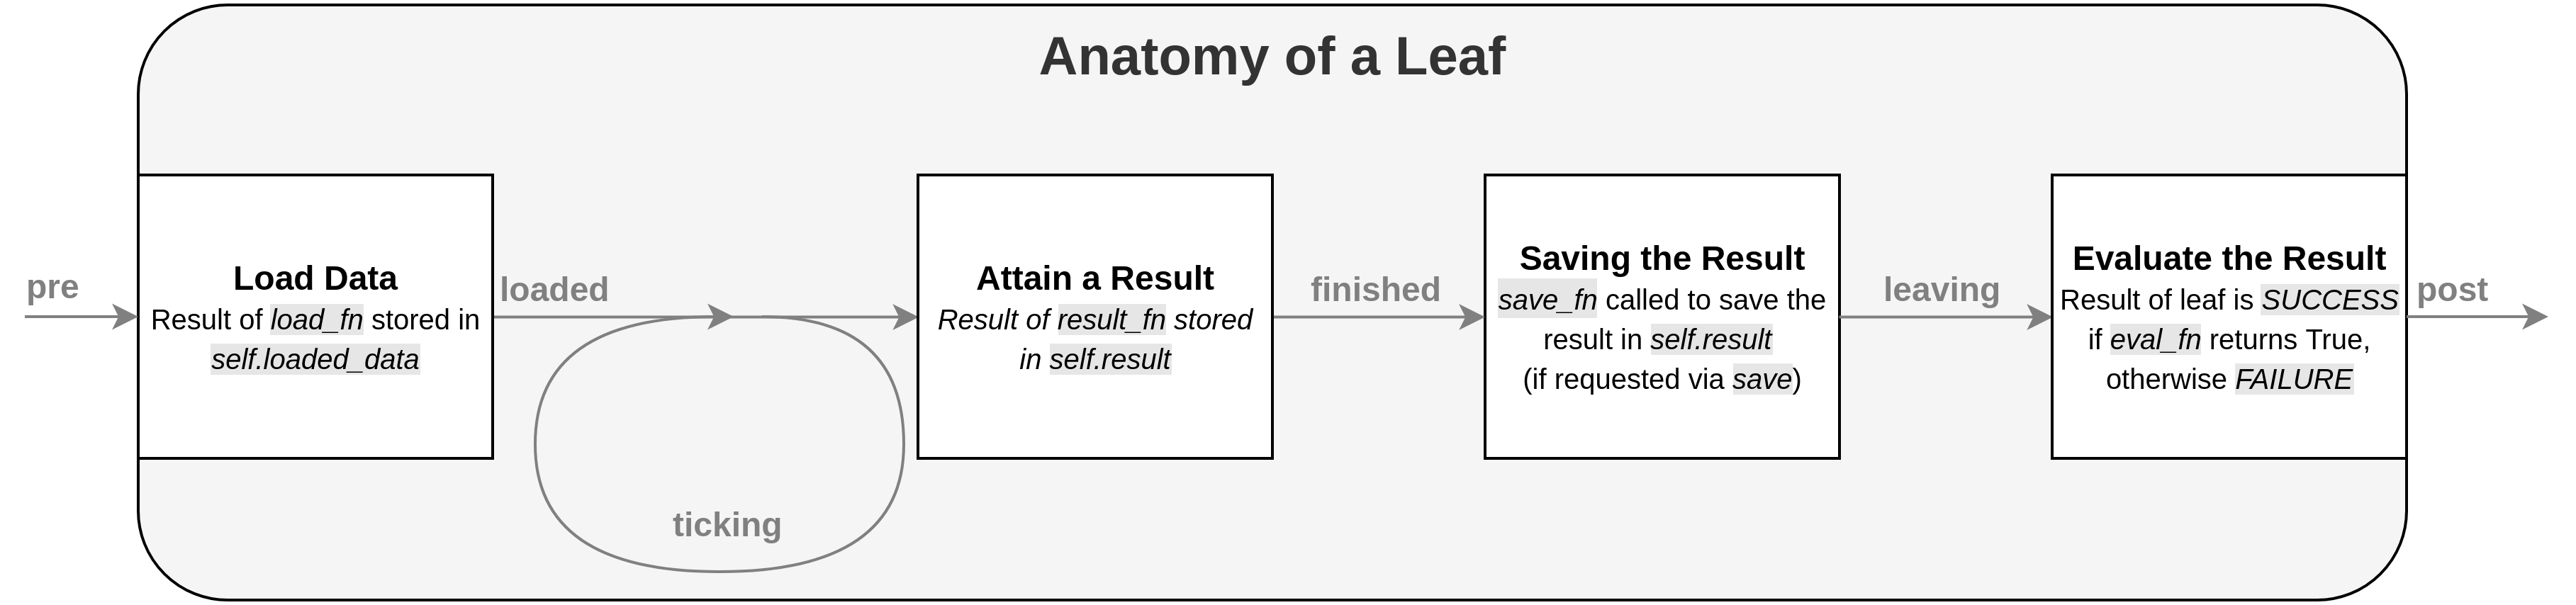 Anatomy of a Leaf
pre
Load Data
Result of load_fn stored in
self.loaded_data
loaded
ticking
Attain a Result
Result of result_fn stored
in self.result
finished
Saving the Result
save_fn called to save the
result in self.result
(if requested via save)
leaving
Evaluate the Result
Result of leaf is SUCCESS
if eval_fn returns True,
otherwise FAILURE
post